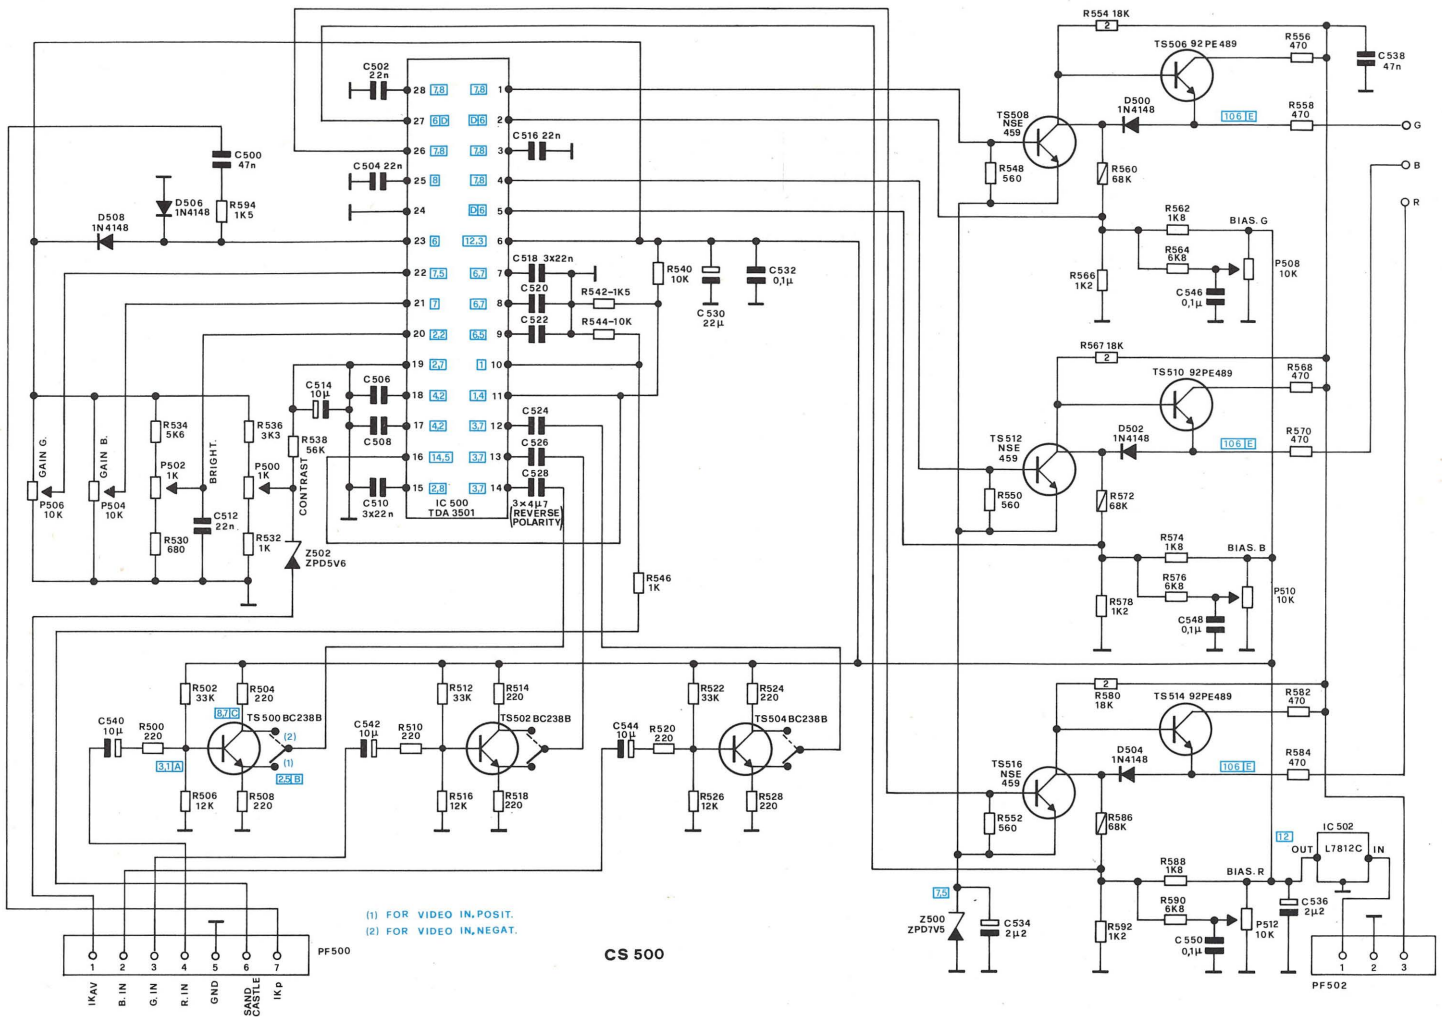 R554 18K
2
TS506 92PE489
R556
470
C538
47n
C502
22n
28 7,8 7,8 1
27 6D D6 2
26 7,8 3
25 8 7,8 4
24 D6 5
23 6 12,3 6
22 7,5 6,7 7
21 7 6,7 8
20 2,2 6,5 9
19 2,7 1 10
18 4,2 1,4 11
17 4,2 3,7 12
16 14,5 3,7 13
15 2,8 3,7 14
IC 500
TDA 3501
C516 22n
C504 22n
C500
47n
R594
1K5
D506
1N4148
D508
1N4148
C518 3x22n
C520
C522
R542-1K5
R544-10K
R540
10K
C530
22µ
C532
0,1µ
C514
10µ
C506
C508
C510
3x22n
C524
C526
C528
3x4µ7
(REVERSE
POLARITY)
R538
56K
CONTRAST
GAIN G.
P506
10K
GAIN B.
P504
10K
R534
5K6
P502
1K
R530
680
BRIGHT.
C512
22n
R536
3K3
P500
1K
R532
1K
Z502
ZPD5V6
R546
1K
TS508
NSE
459
D500
1N4148
106 E
R558
470
G
B
R
R548
560
R560
68K
R562
1K8
BIAS. G
R564
6K8
P508
10K
R566
1K2
C546
0,1µ
R567 18K
2
TS510 92PE489
R568
470
TS512
NSE
459
D502
1N4148
106 E
R570
470
R550
560
R572
68K
R574
1K8
BIAS. B
R576
6K8
P510
10K
R578
1K2
C548
0,1µ
2
R580
18K
TS514 92PE489
R582
470
TS516
NSE
459
D504
1N4148
106 E
R584
470
R552
560
R586
68K
R588
1K8
BIAS. R
R590
6K8
P512
10K
R592
1K2
C550
0,1µ
12
IC 502
OUT L7812C IN
C536
2µ2
7,5
Z500
ZPD7V5
C534
2µ2
1 2 3
PF502
R502
33K
R504
220
8,7 C
TS500 BC238B
(2)
(1)
2,5 B
C540
10µ
R500
220
3,1 A
R506
12K
R508
220
R512
33K
R514
220
TS502 BC238B
C542
10µ
R510
220
R516
12K
R518
220
R522
33K
R524
220
TS504 BC238B
C544
10µ
R520
220
R526
12K
R528
220
(1) FOR VIDEO IN, POSIT.
(2) FOR VIDEO IN, NEGAT.
CS 500
PF500
1 2 3 4 5 6 7
IKAV
B. IN
G. IN
R. IN
GND
SAND
CASTLE
IKp